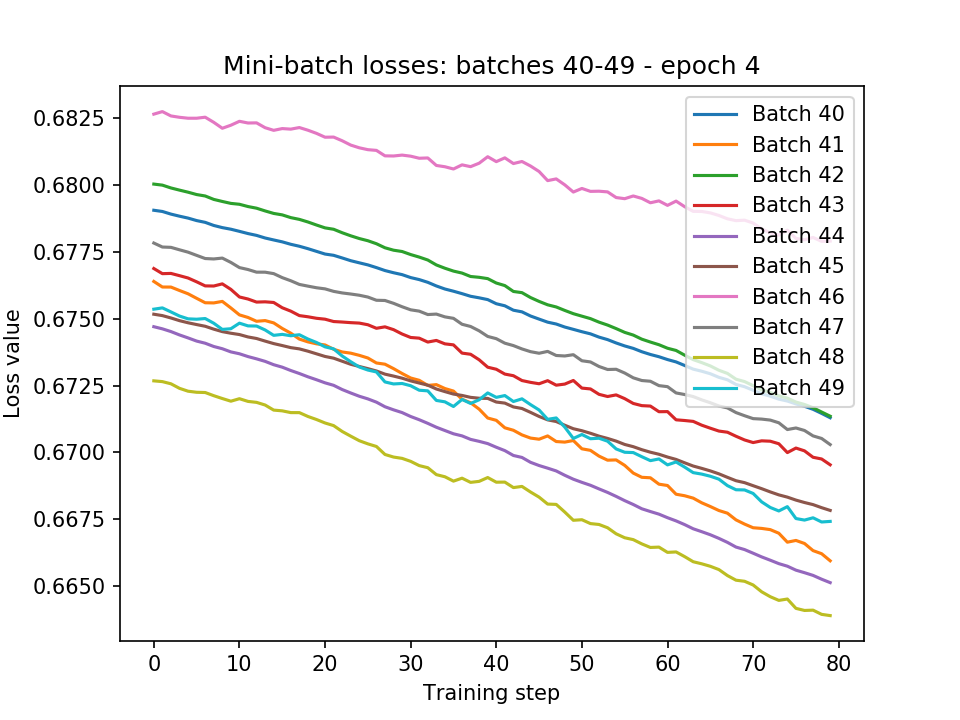 Mini-batch losses: batches 40-49 - epoch 4
0.6825
0.6800
0.6775
0.6750
0.6725
0.6700
0.6675
0.6650
Loss value
Batch 40
Batch 41
Batch 42
Batch 43
Batch 44
Batch 45
Batch 46
Batch 47
Batch 48
Batch 49
0 10 20 30 40 50 60 70 80
Training step